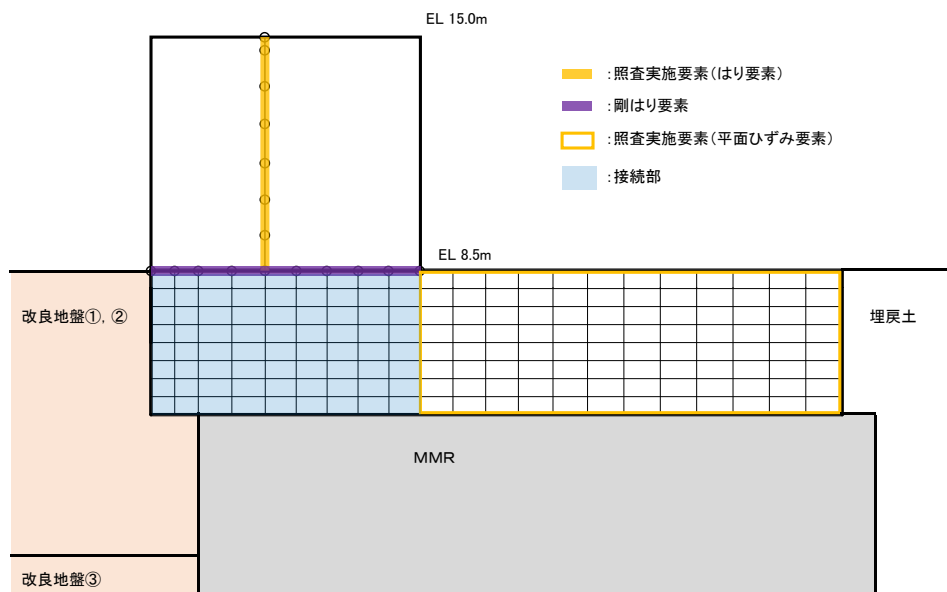 EL 15.0m
：照査実施要素(はり要素)
：剛はり要素
：照査実施要素(平面ひずみ要素)
：接続部
EL 8.5m
改良地盤①, ②
埋戻土
ＭＭＲ
改良地盤③